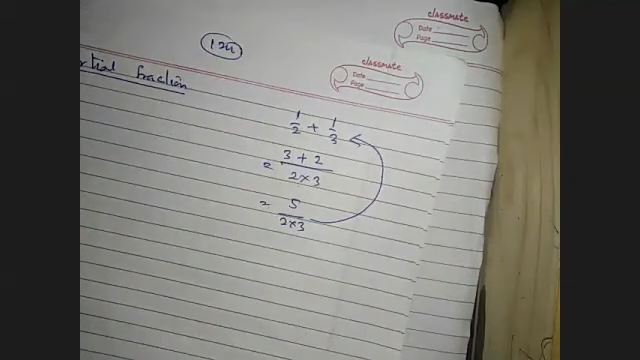 classmate
Date
Page
124
classmate
Date
Page
rtial fraction
1/2 + 1/3
= 3 + 2 / 2×3
= 5 / 2×3